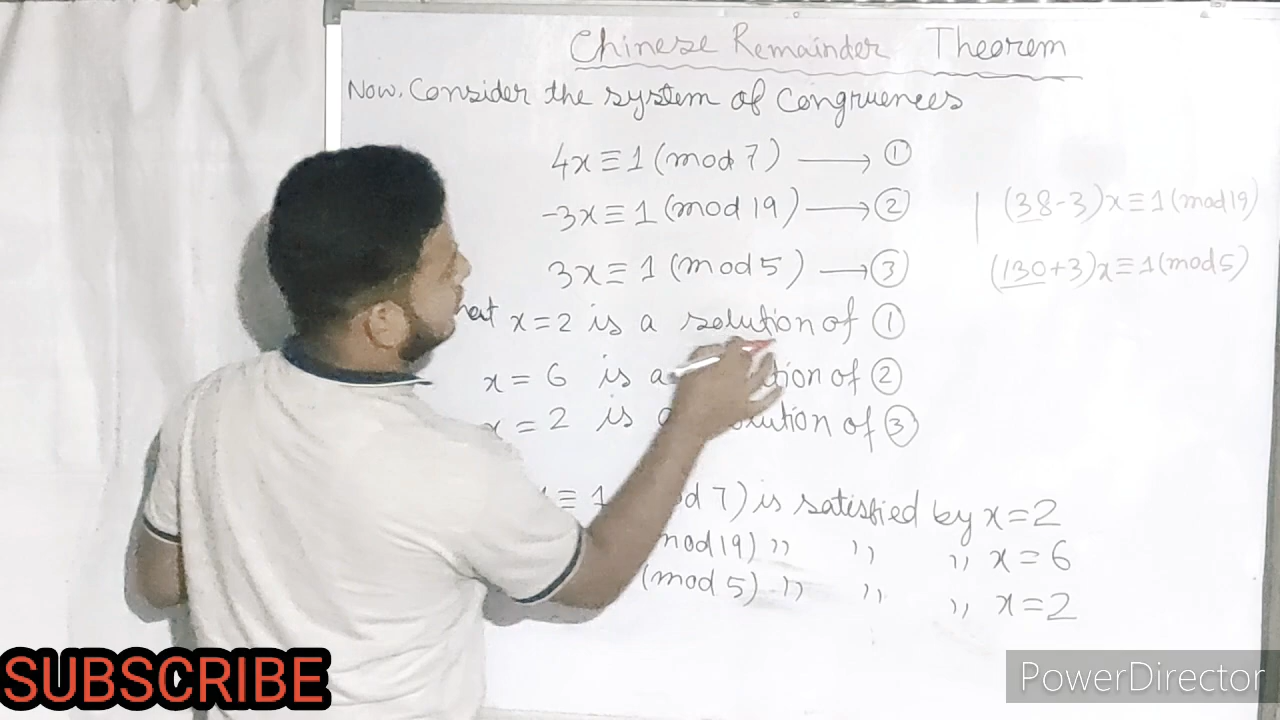 Chinese Remainder Theorem
Now, Consider the system of Congruences
4x ≡ 1 (mod 7) ⟶ ①
-3x ≡ 1 (mod 19) ⟶ ② | (38-3)x ≡ 1 (mod 19)
3x ≡ 1 (mod 5) ⟶ ③ (130+3)x ≡ 1 (mod 5)
x = 2 is a solution of ①
x = 6 is a of ②
x = 2 is of ③
≡ 1 7) is satisfied by x = 2
mod 19) ,, ,, ,, x = 6
(mod 5) ,, ,, ,, x = 2
SUBSCRIBE
PowerDirector